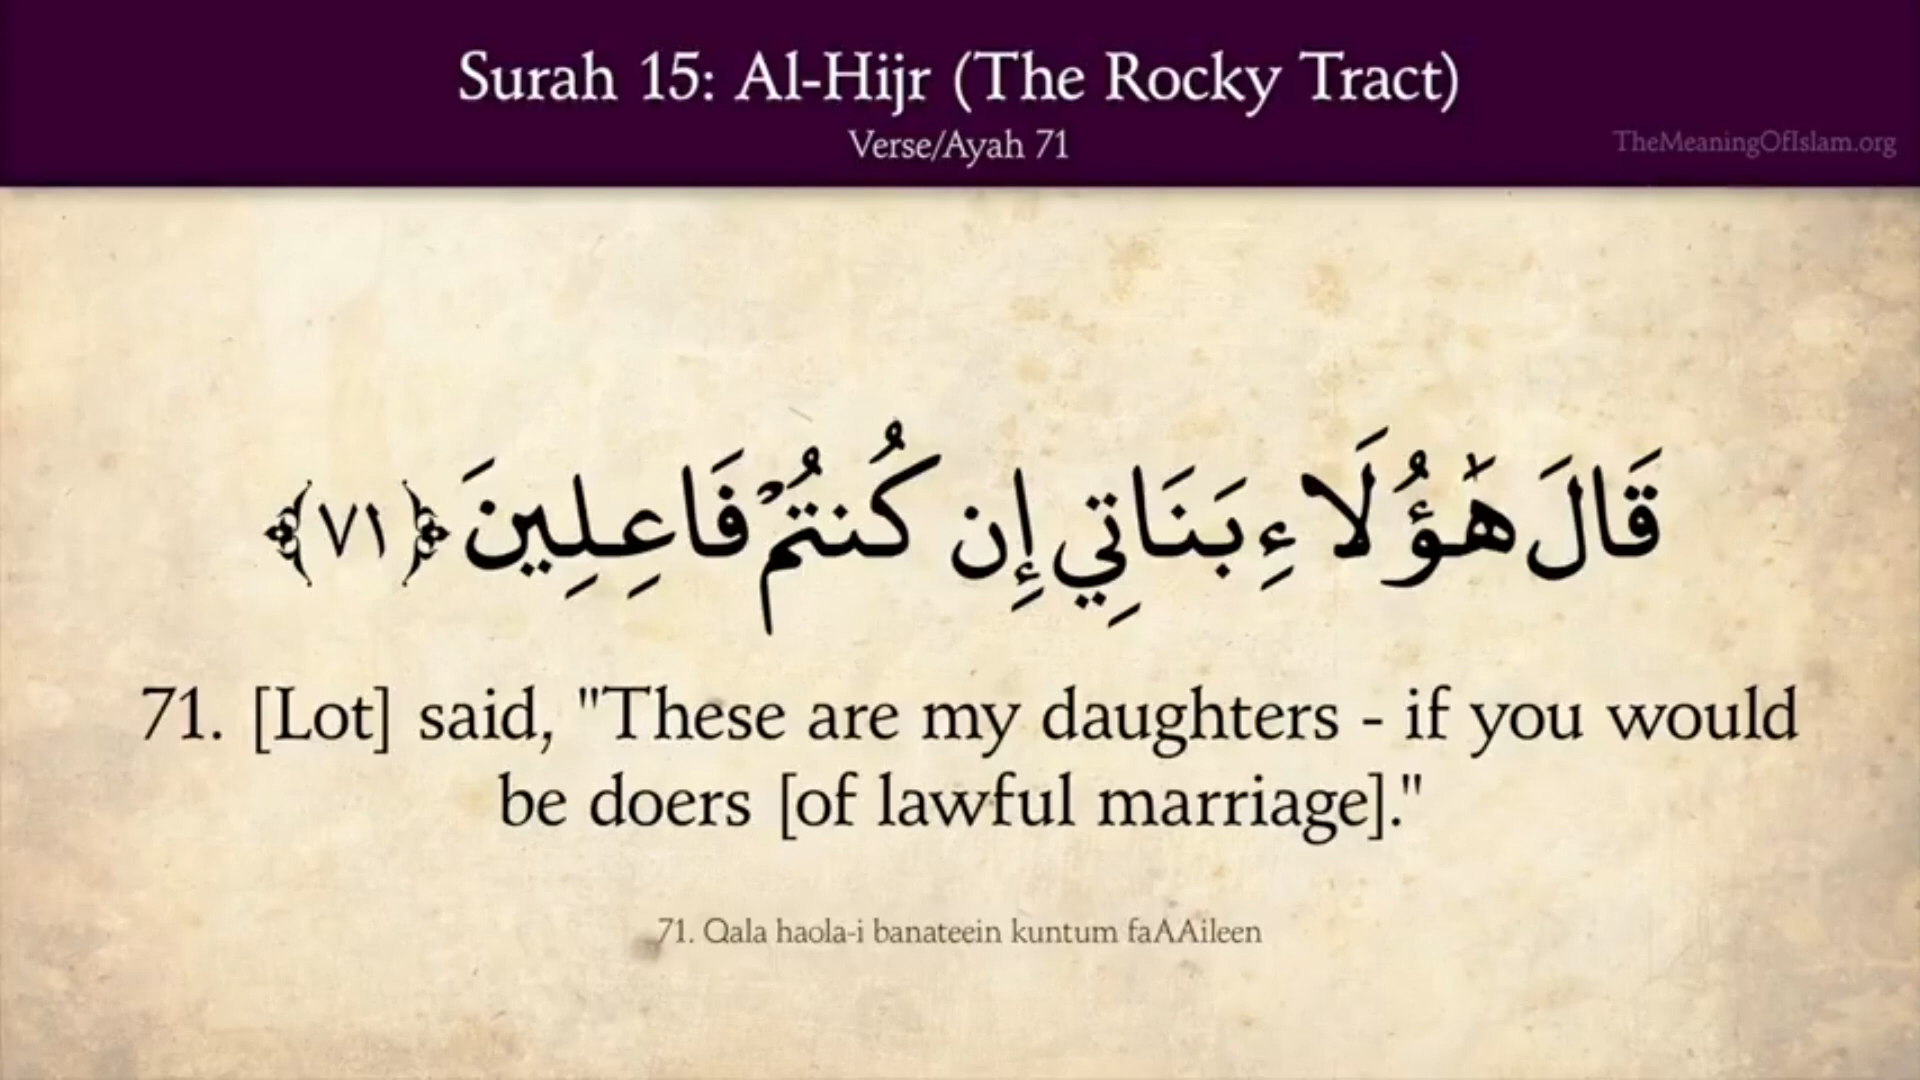 Surah 15: Al-Hijr (The Rocky Tract)
Verse/Ayah 71
TheMeaningOfIslam.org
قَالَ هَٰؤُلَاءِ بَنَاتِي إِن كُنتُمْ فَاعِلِينَ ﴿٧١﴾
71. [Lot] said, "These are my daughters - if you would
be doers [of lawful marriage]."
71. Qala haola-i banateein kuntum faAAileen